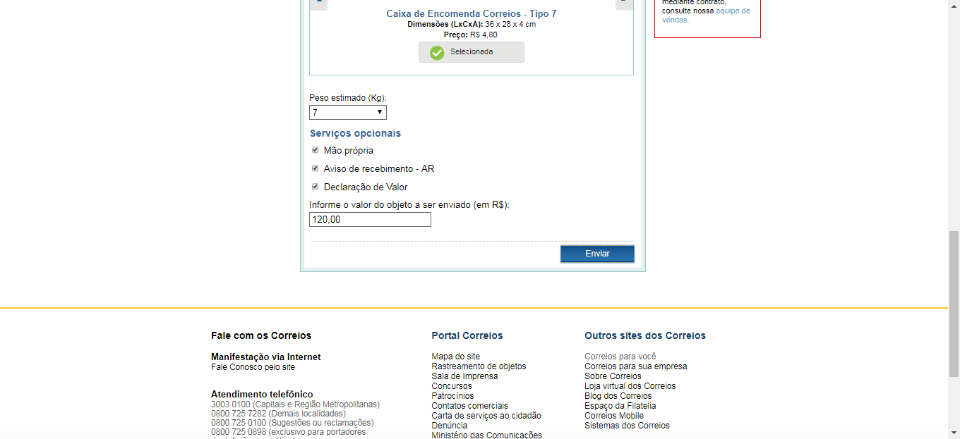 mediante contrato,
consulte nossa equipe de
vendas.
Caixa de Encomenda Correios - Tipo 7
Dimensões (LxCxA): 36 x 28 x 4 cm
Preço: R$ 4,60
Selecionada
Peso estimado (Kg):
7
Serviços opcionais
Mão própria
Aviso de recebimento - AR
Declaração de Valor
Informe o valor do objeto a ser enviado (em R$):
120,00
Enviar
Fale com os Correios
Manifestação via Internet
Fale Conosco pelo site
Atendimento telefônico
3003 0100 (Capitais e Região Metropolitanas)
0800 725 7282 (Demais localidades)
0800 725 0100 (Sugestões ou reclamações)
0800 725 0898 (exclusivo para portadores
Portal Correios
Mapa do site
Rastreamento de objetos
Sala de Imprensa
Concursos
Patrocínios
Contatos comerciais
Carta de serviços ao cidadão
Denúncia
Ministério das Comunicações
Outros sites dos Correios
Correios para você
Correios para sua empresa
Sobre Correios
Loja virtual dos Correios
Blog dos Correios
Espaço da Filatelia
Correios Mobile
Sistemas dos Correios